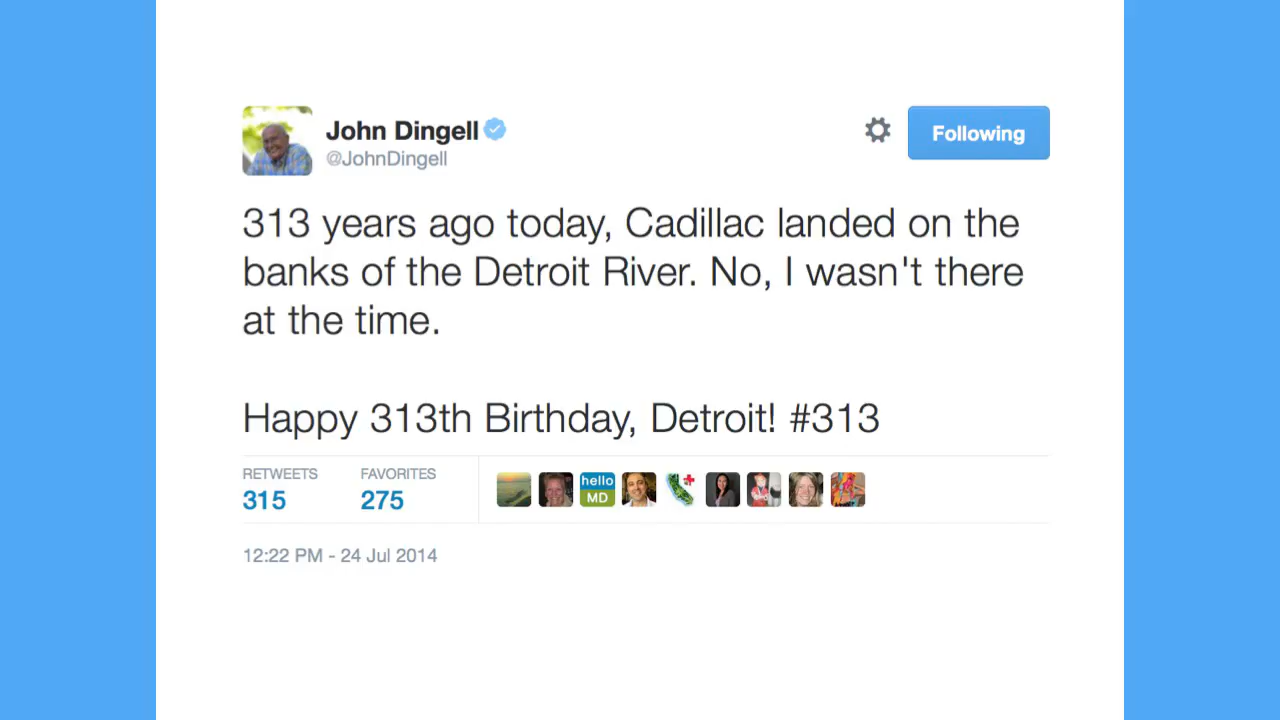 John Dingell
@JohnDingell
Following
313 years ago today, Cadillac landed on the
banks of the Detroit River. No, I wasn't there
at the time.
Happy 313th Birthday, Detroit! #313
RETWEETS FAVORITES
315 275
hello
MD
12:22 PM - 24 Jul 2014